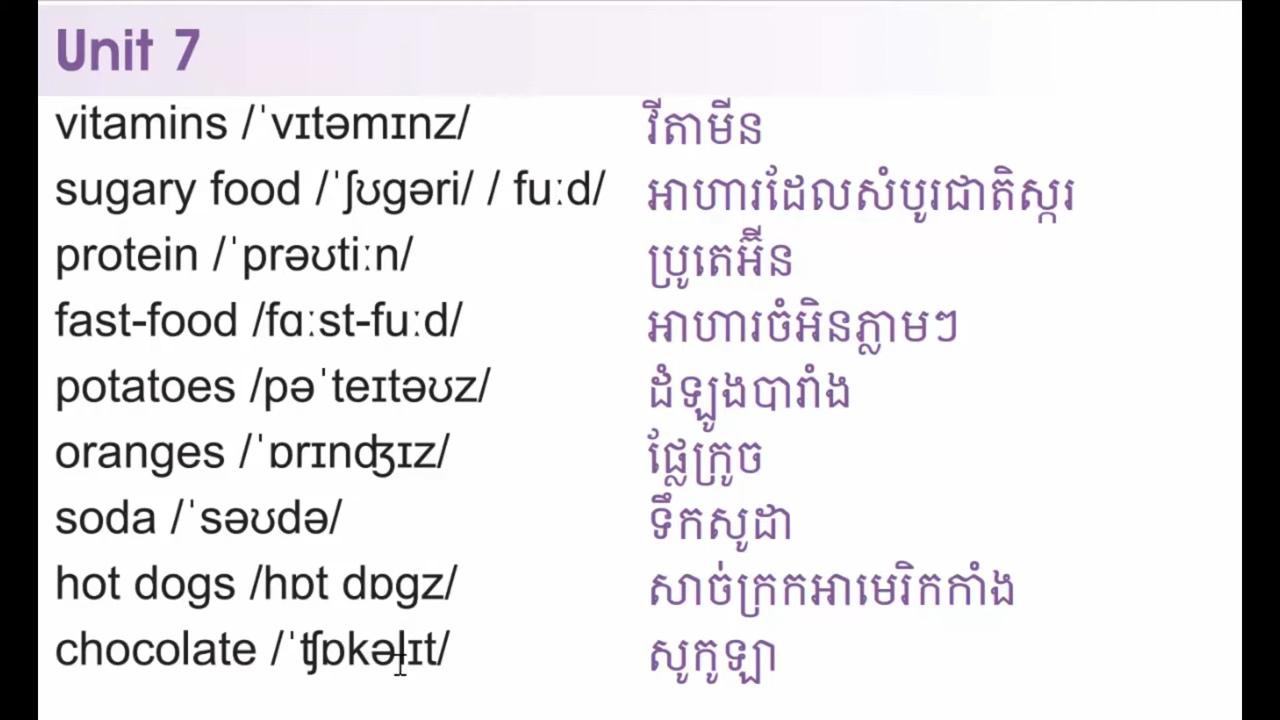 Unit 7
vitamins /ˈvɪtəmɪnz/ វីតាមីន
sugary food /ˈʃʊgəri/ / fuːd/ អាហារដែលសំបូរជាតិស្ករ
protein /ˈprəʊtiːn/ ប្រូតេអ៊ីន
fast-food /fɑːst-fuːd/ អាហារចំអិនភ្លាមៗ
potatoes /pəˈteɪtəʊz/ ដំឡូងបារាំង
oranges /ˈɒrɪnʤɪz/ ផ្លែក្រូច
soda /ˈsəʊdə/ ទឹកសូដា
hot dogs /hɒt dɒgz/ សាច់ក្រកអាមេរិកកាំង
chocolate /ˈʧɒkəlɪt/ សូកូឡា